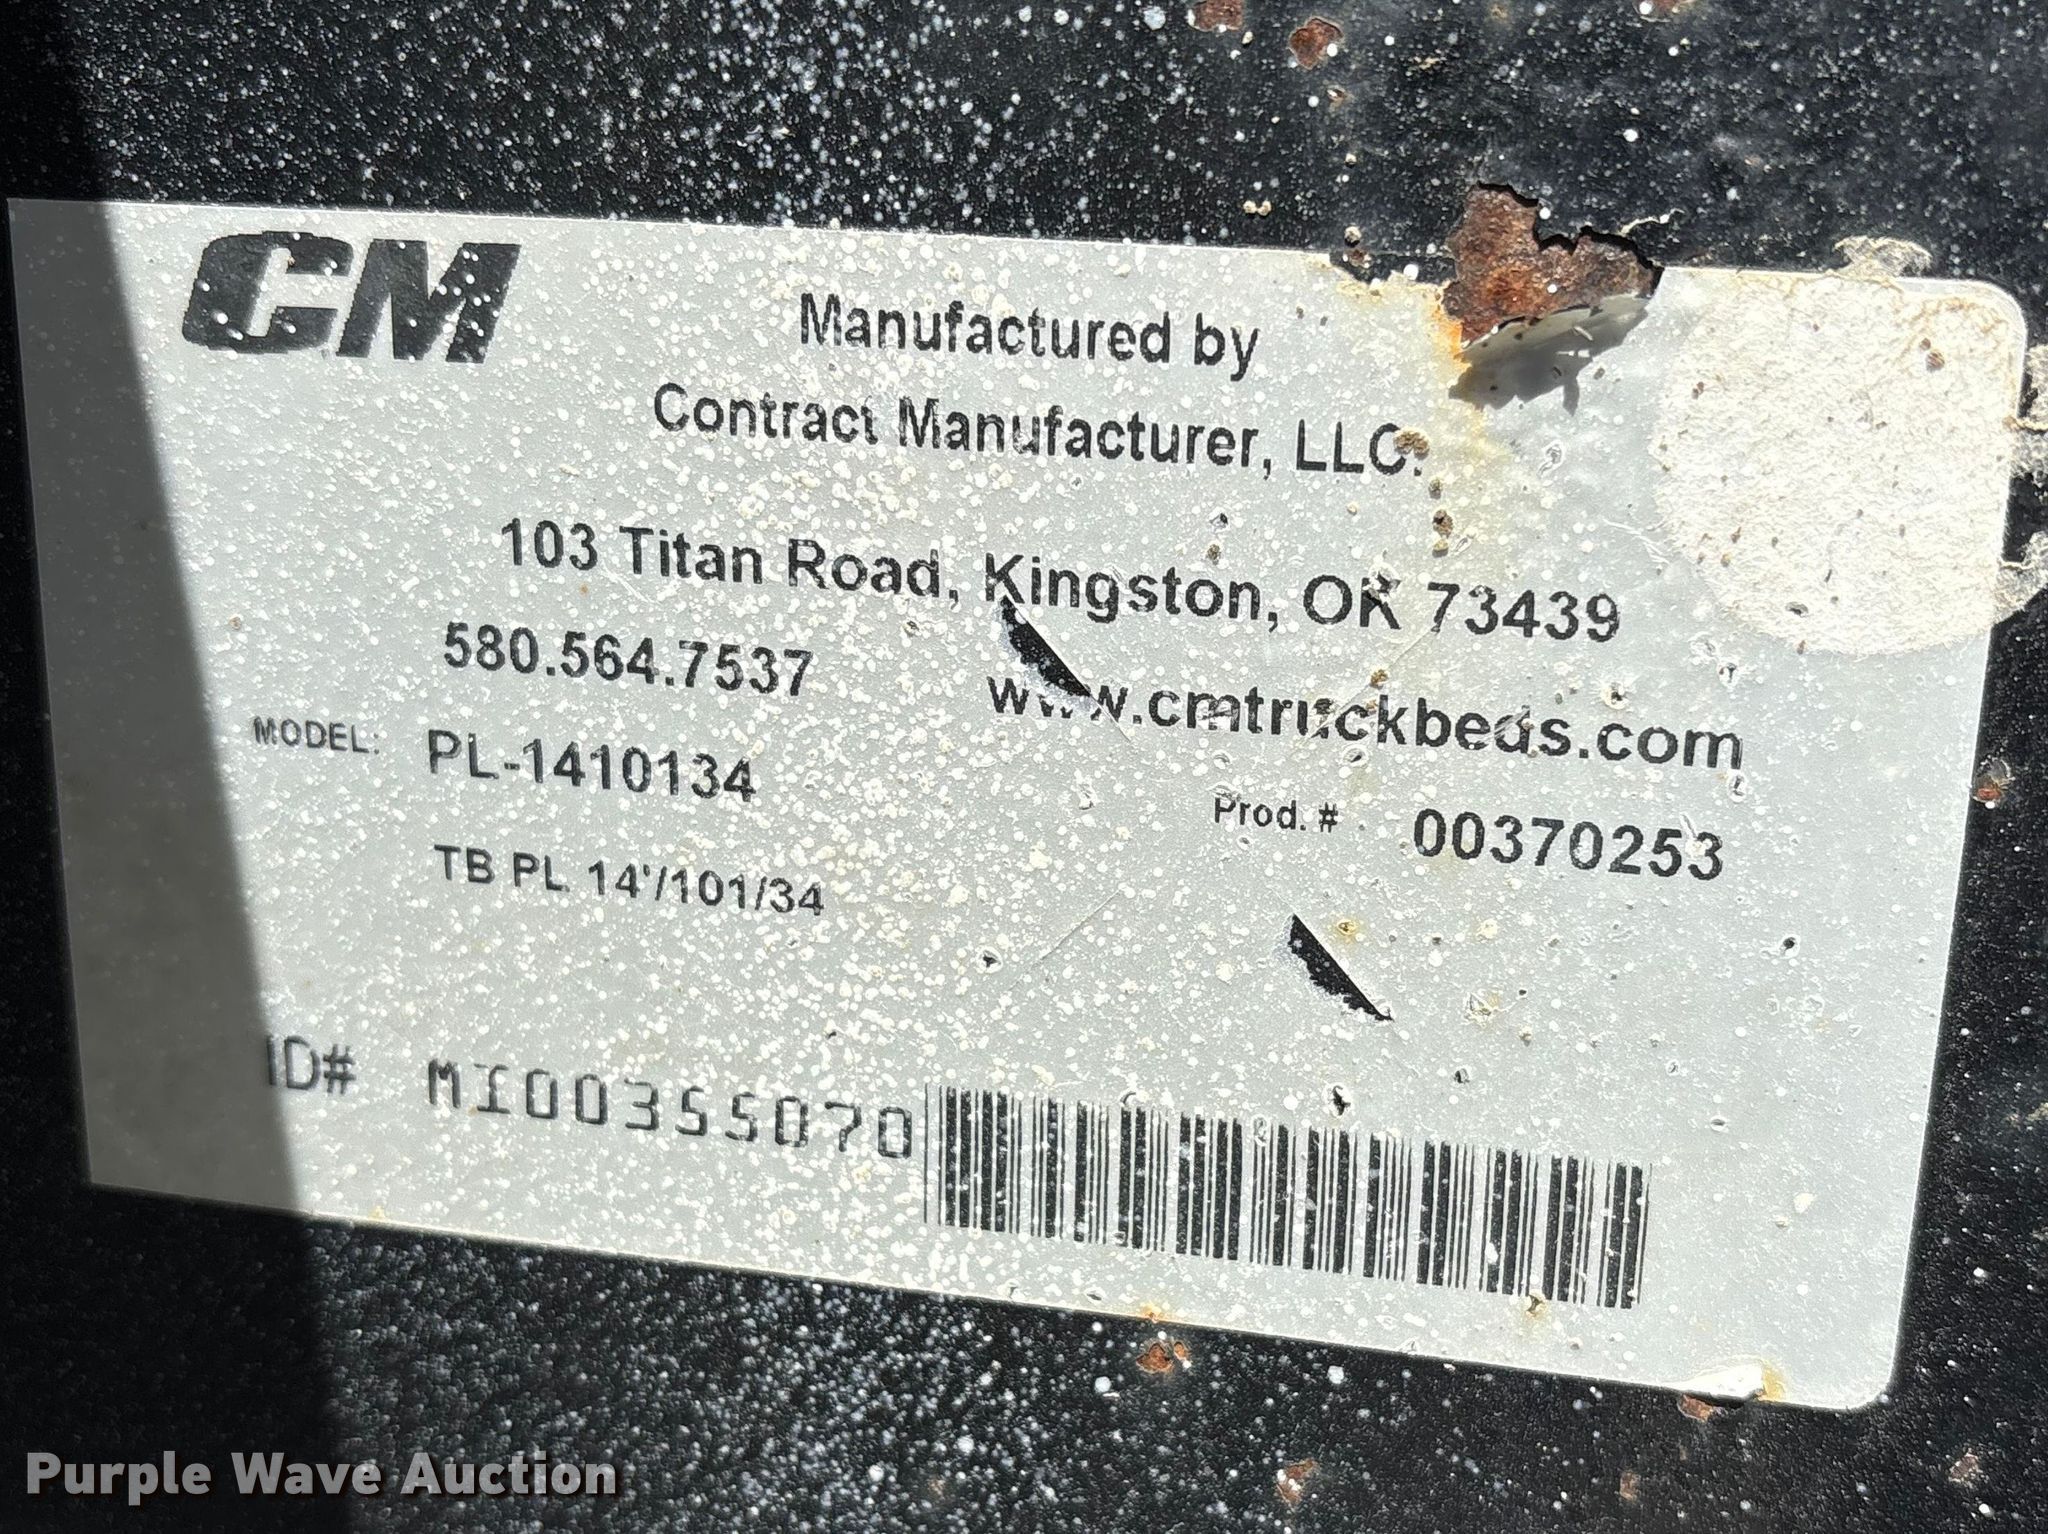 CM
Manufactured by
Contract Manufacturer, LLC.
103 Titan Road, Kingston, OK 73439
580.564.7537 www.cmtruckbeds.com
MODEL: PL-1410134 Prod. # 00370253
TB PL 14'/101/34
ID# MI00355070
Purple Wave Auction